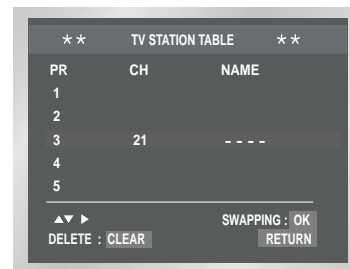 ** TV STATION TABLE **
PR CH NAME
1
2
3 21 ----
4
5
▲▼ ▶ SWAPPING : OK
DELETE : CLEAR RETURN